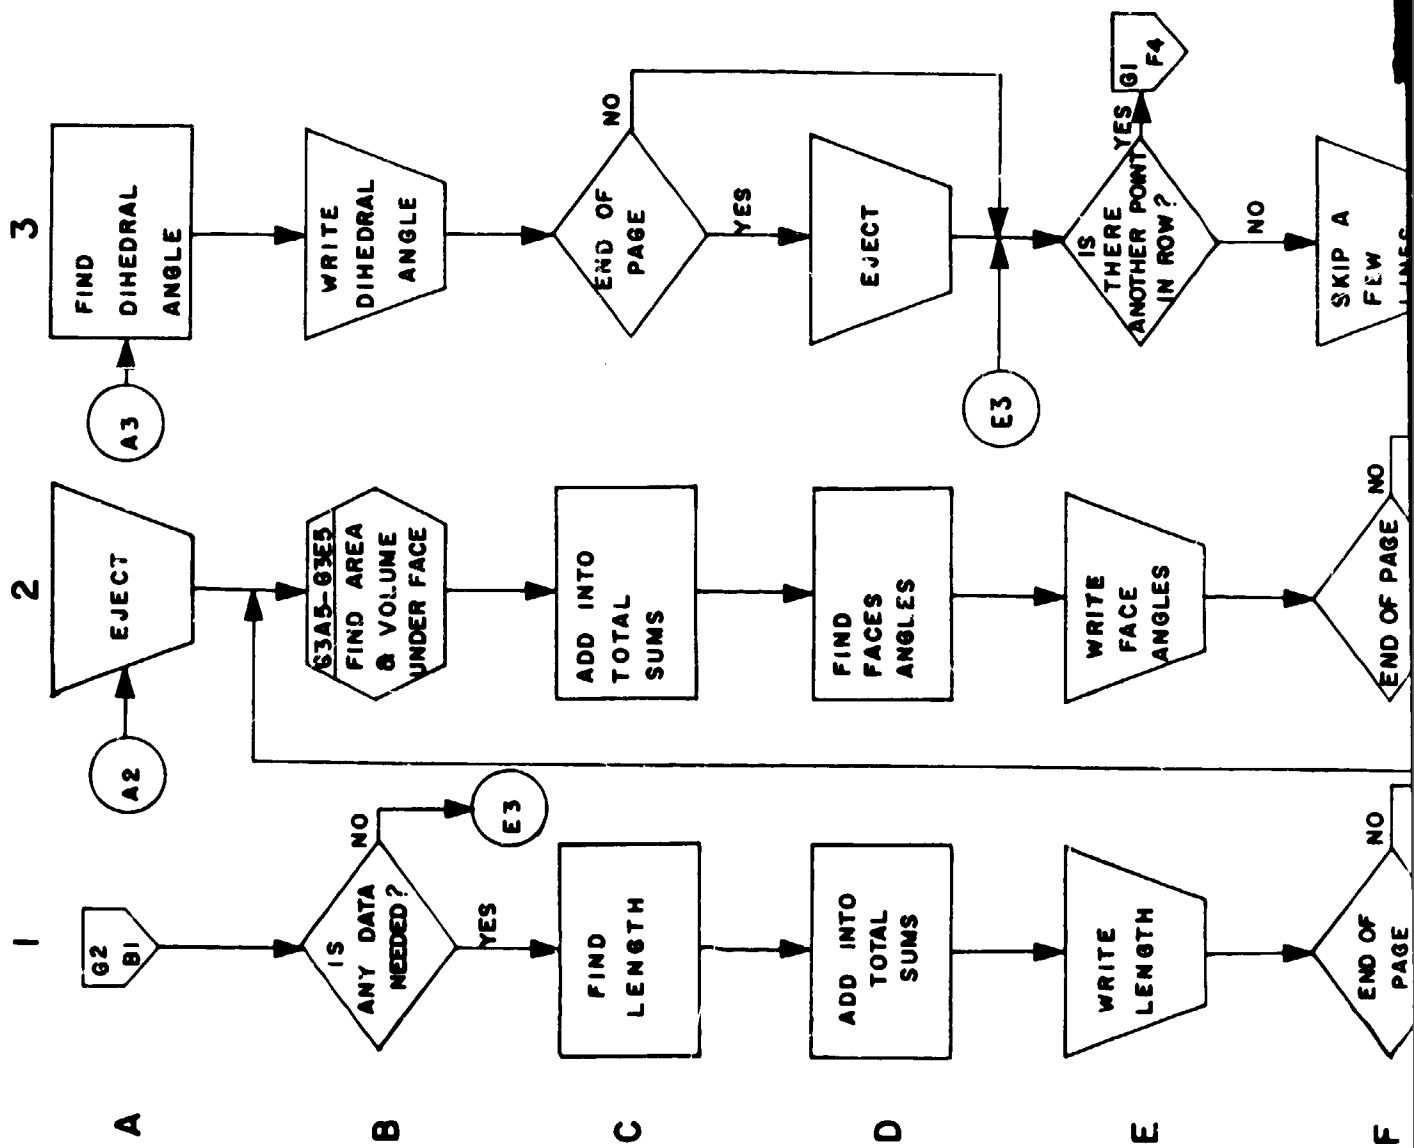 1
2
3
A
B
C
D
E
F
G2
B1
IS
ANY DATA
NEEDED?
NO
E3
YES
FIND
LENGTH
ADD INTO
TOTAL
SUMS
WRITE
LENGTH
END OF
PAGE
NO
A2
EJECT
G3A5-G3E5
FIND AREA
& VOLUME
UNDER FACE
ADD INTO
TOTAL
SUMS
FIND
FACES
ANGLES
WRITE
FACE
ANGLES
END OF PAGE
NO
A3
FIND
DIHEDRAL
ANGLE
WRITE
DIHEDRAL
ANGLE
END OF
PAGE
NO
YES
EJECT
E3
IS
THERE
ANOTHER POINT
IN ROW?
YES
G1
F4
NO
SKIP A
FEW
LINES